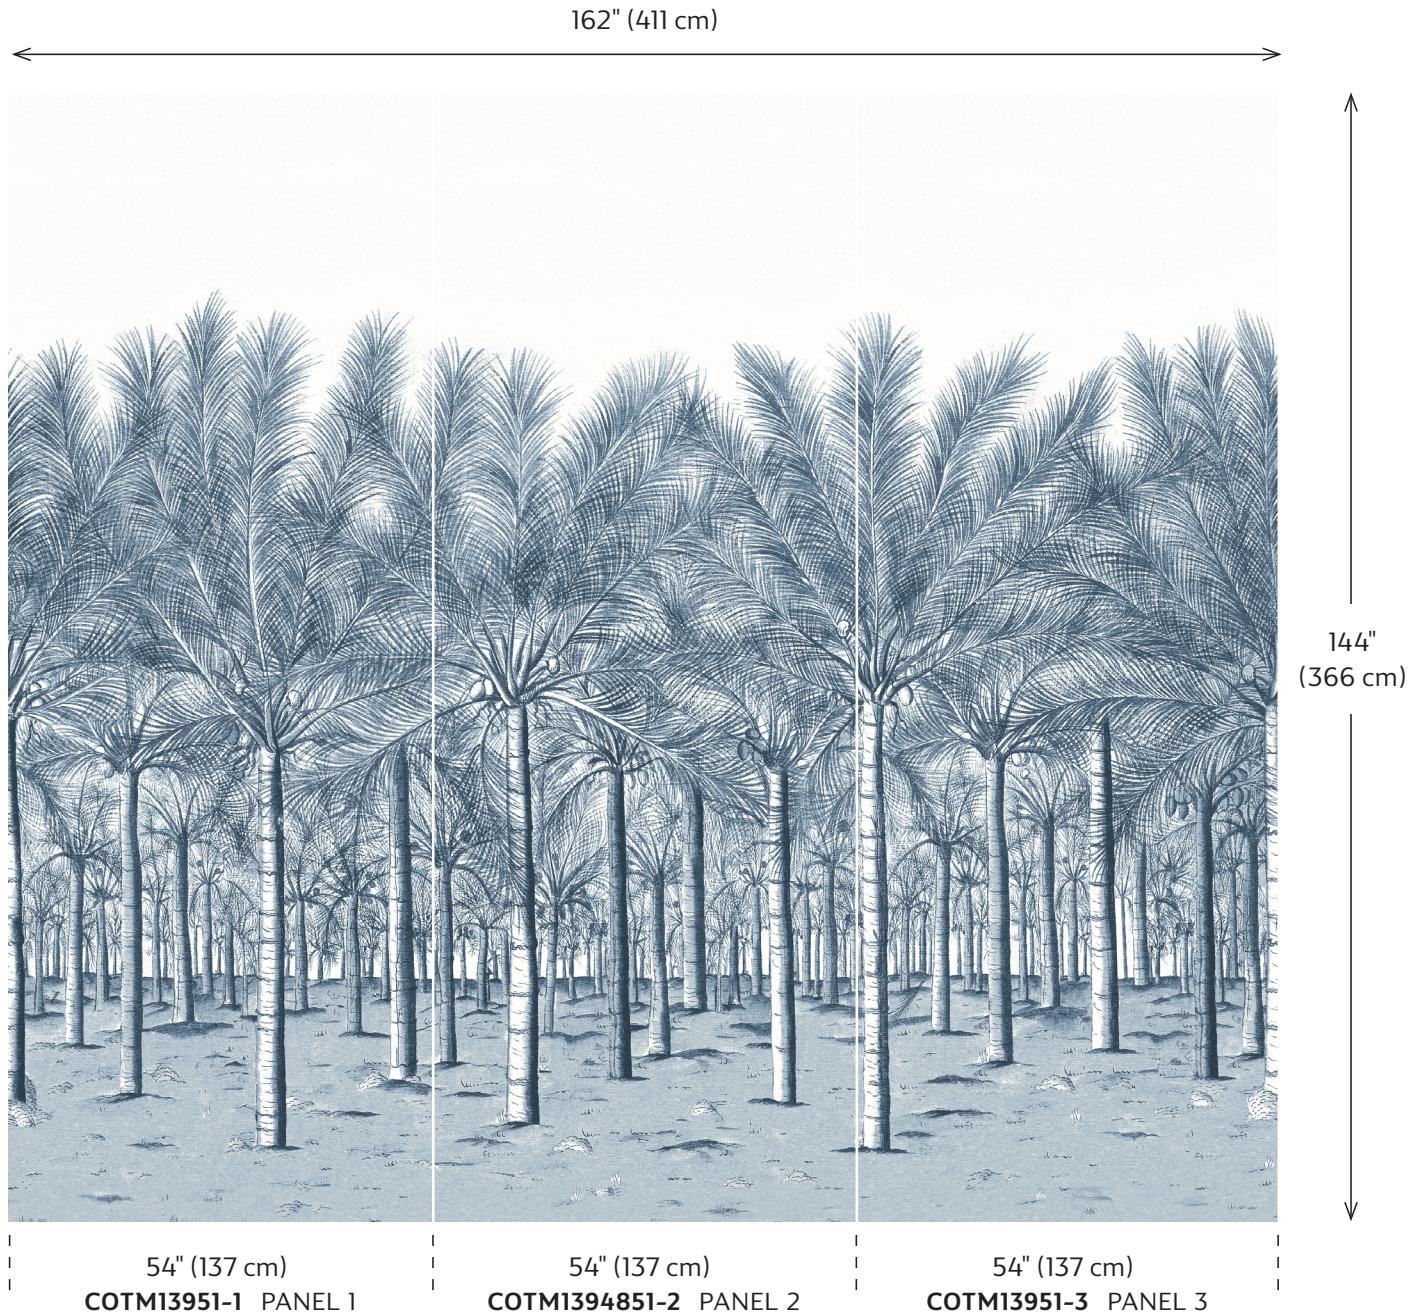 162" (411 cm)
144"
(366 cm)
54" (137 cm)
COTM13951-1 PANEL 1
54" (137 cm)
COTM1394851-2 PANEL 2
54" (137 cm)
COTM13951-3 PANEL 3